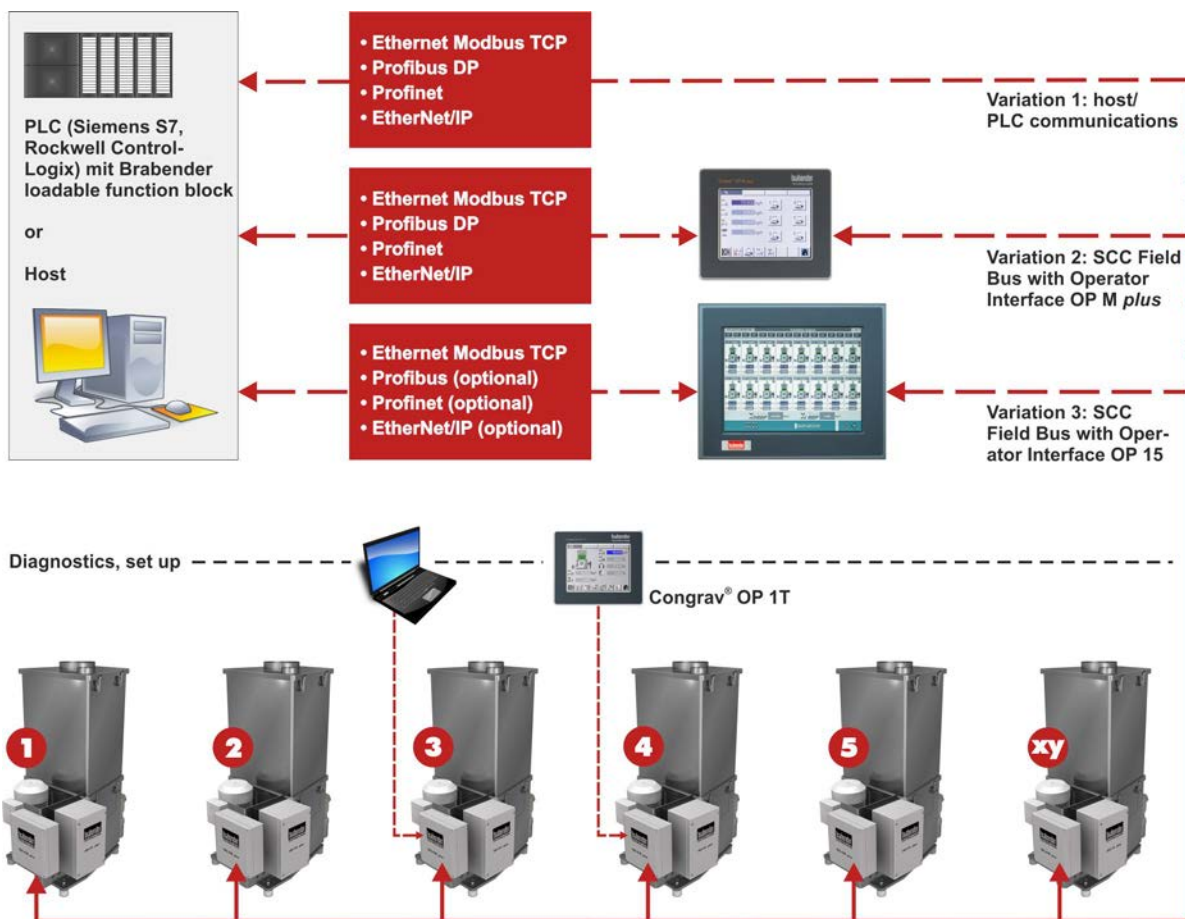 PLC (Siemens S7,
Rockwell Control-
Logix) mit Brabender
loadable function block
or
Host
• Ethernet Modbus TCP
• Profibus DP
• Profinet
• EtherNet/IP
Variation 1: host/
PLC communications
• Ethernet Modbus TCP
• Profibus DP
• Profinet
• EtherNet/IP
Variation 2: SCC Field
Bus with Operator
Interface OP M plus
• Ethernet Modbus TCP
• Profibus (optional)
• Profinet (optional)
• EtherNet/IP (optional)
Variation 3: SCC
Field Bus with Oper-
ator Interface OP 15
Diagnostics, set up
Congrav® OP 1T
1
2
3
4
5
xy